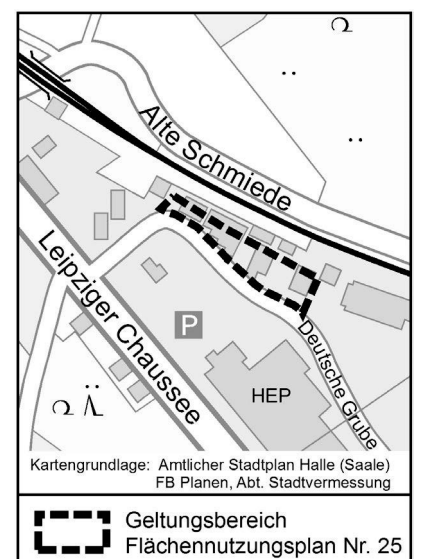 Alte Schmiede
Leipziger Chaussee
P
Deutsche Grube
HEP
Kartengrundlage: Amtlicher Stadtplan Halle (Saale)
FB Planen, Abt. Stadtvermessung
Geltungsbereich
Flächennutzungsplan Nr. 25